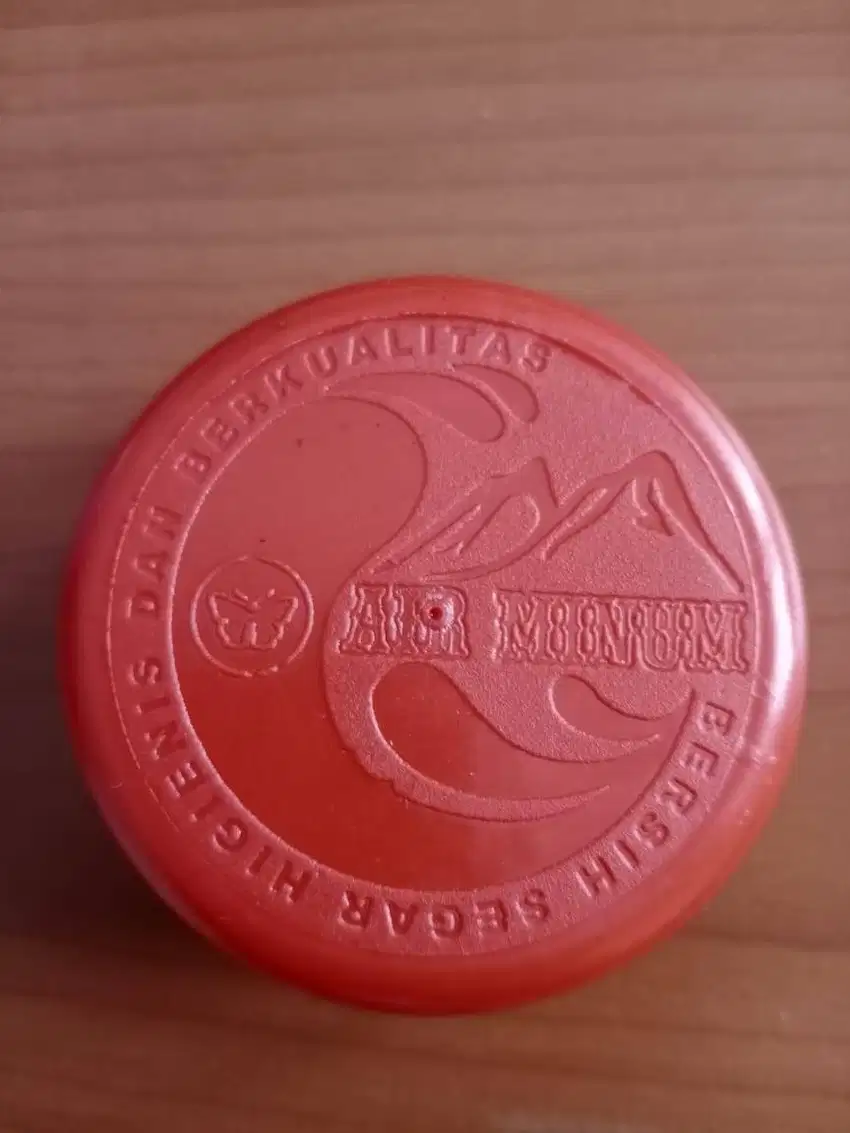 AIR MINUM
BERSIH SEGAR HIGIENIS DAN BERKUALITAS